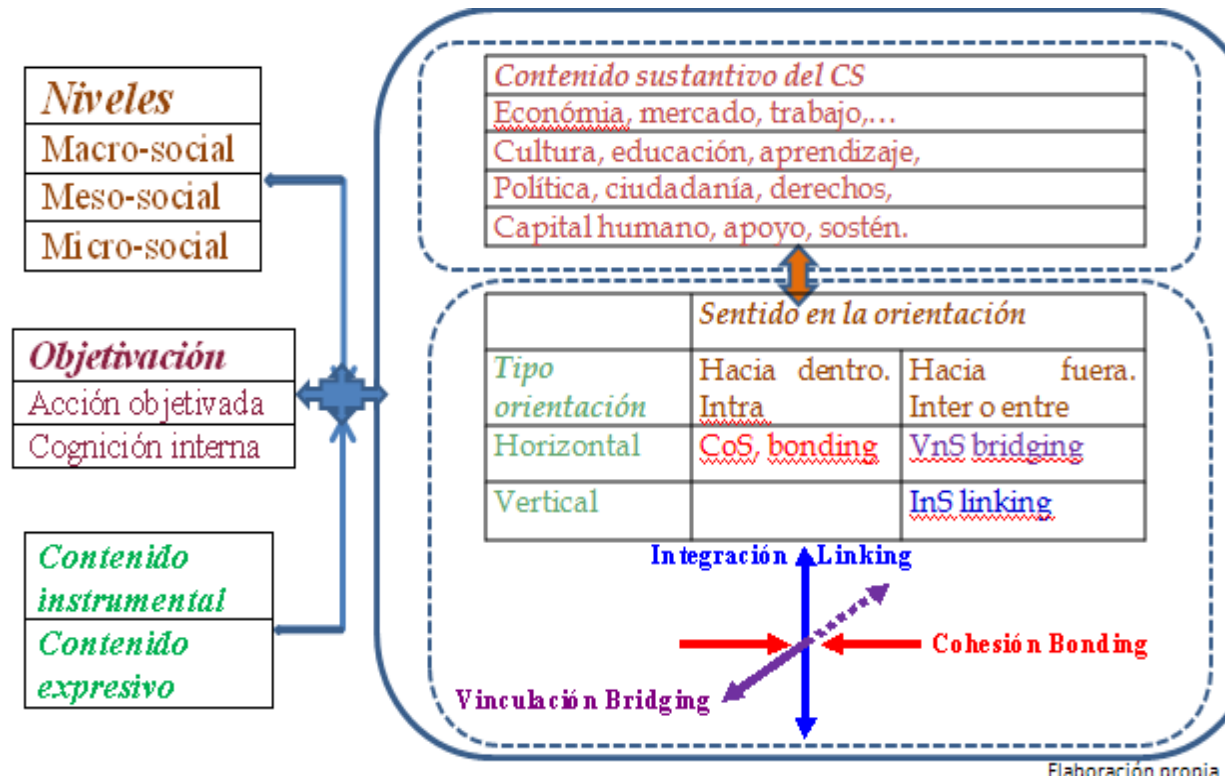 Niveles
Macro-social
Meso-social
Micro-social
Objetivación
Acción objetivada
Cognición interna
Contenido
instrumental
Contenido
expresivo
Contenido sustantivo del CS
Económia, mercado, trabajo,...
Cultura, educación, aprendizaje,
Política, ciudadanía, derechos,
Capital humano, apoyo, sostén.
Sentido en la orientación
Tipo
orientación
Hacia dentro.
Intra
Hacia fuera.
Inter o entre
Horizontal
CoS, bonding
VnS bridging
Vertical
InS linking
Integración Linking
Cohesión Bonding
Vinculación Bridging
Elaboración propia